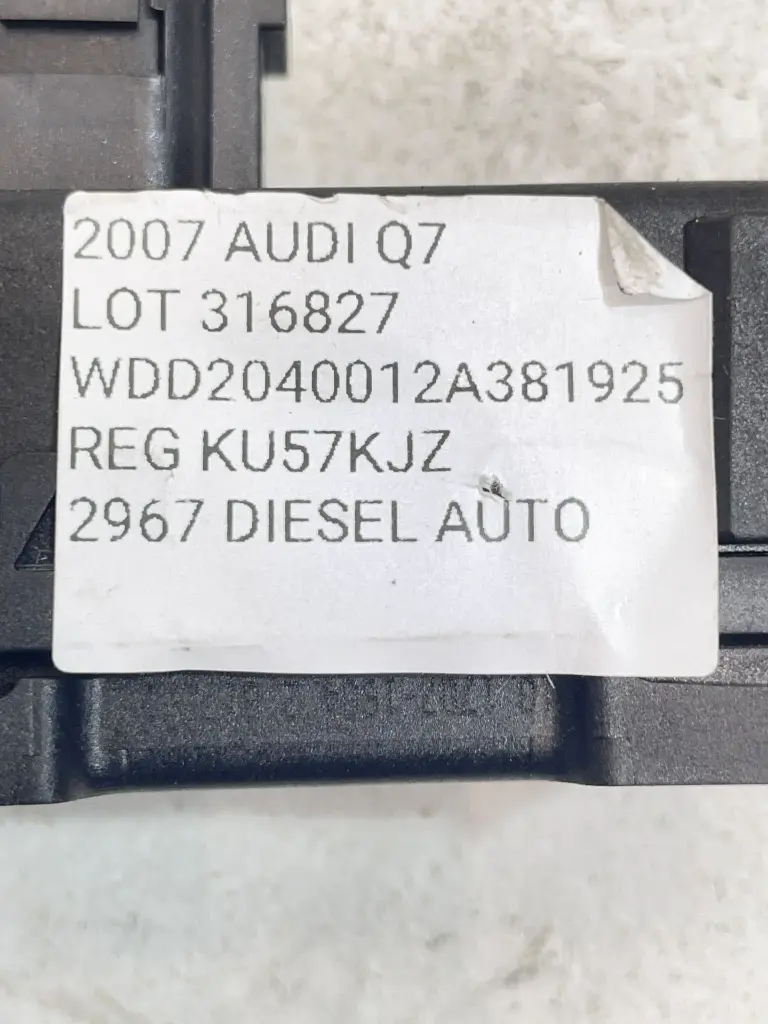 2007 AUDI Q7
LOT 316827
WDD2040012A381925
REG KU57KJZ
2967 DIESEL AUTO